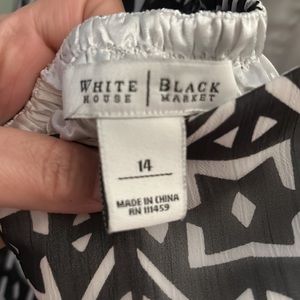 WHITE HOUSE | BLACK MARKET
14
MADE IN CHINA
RN 111459